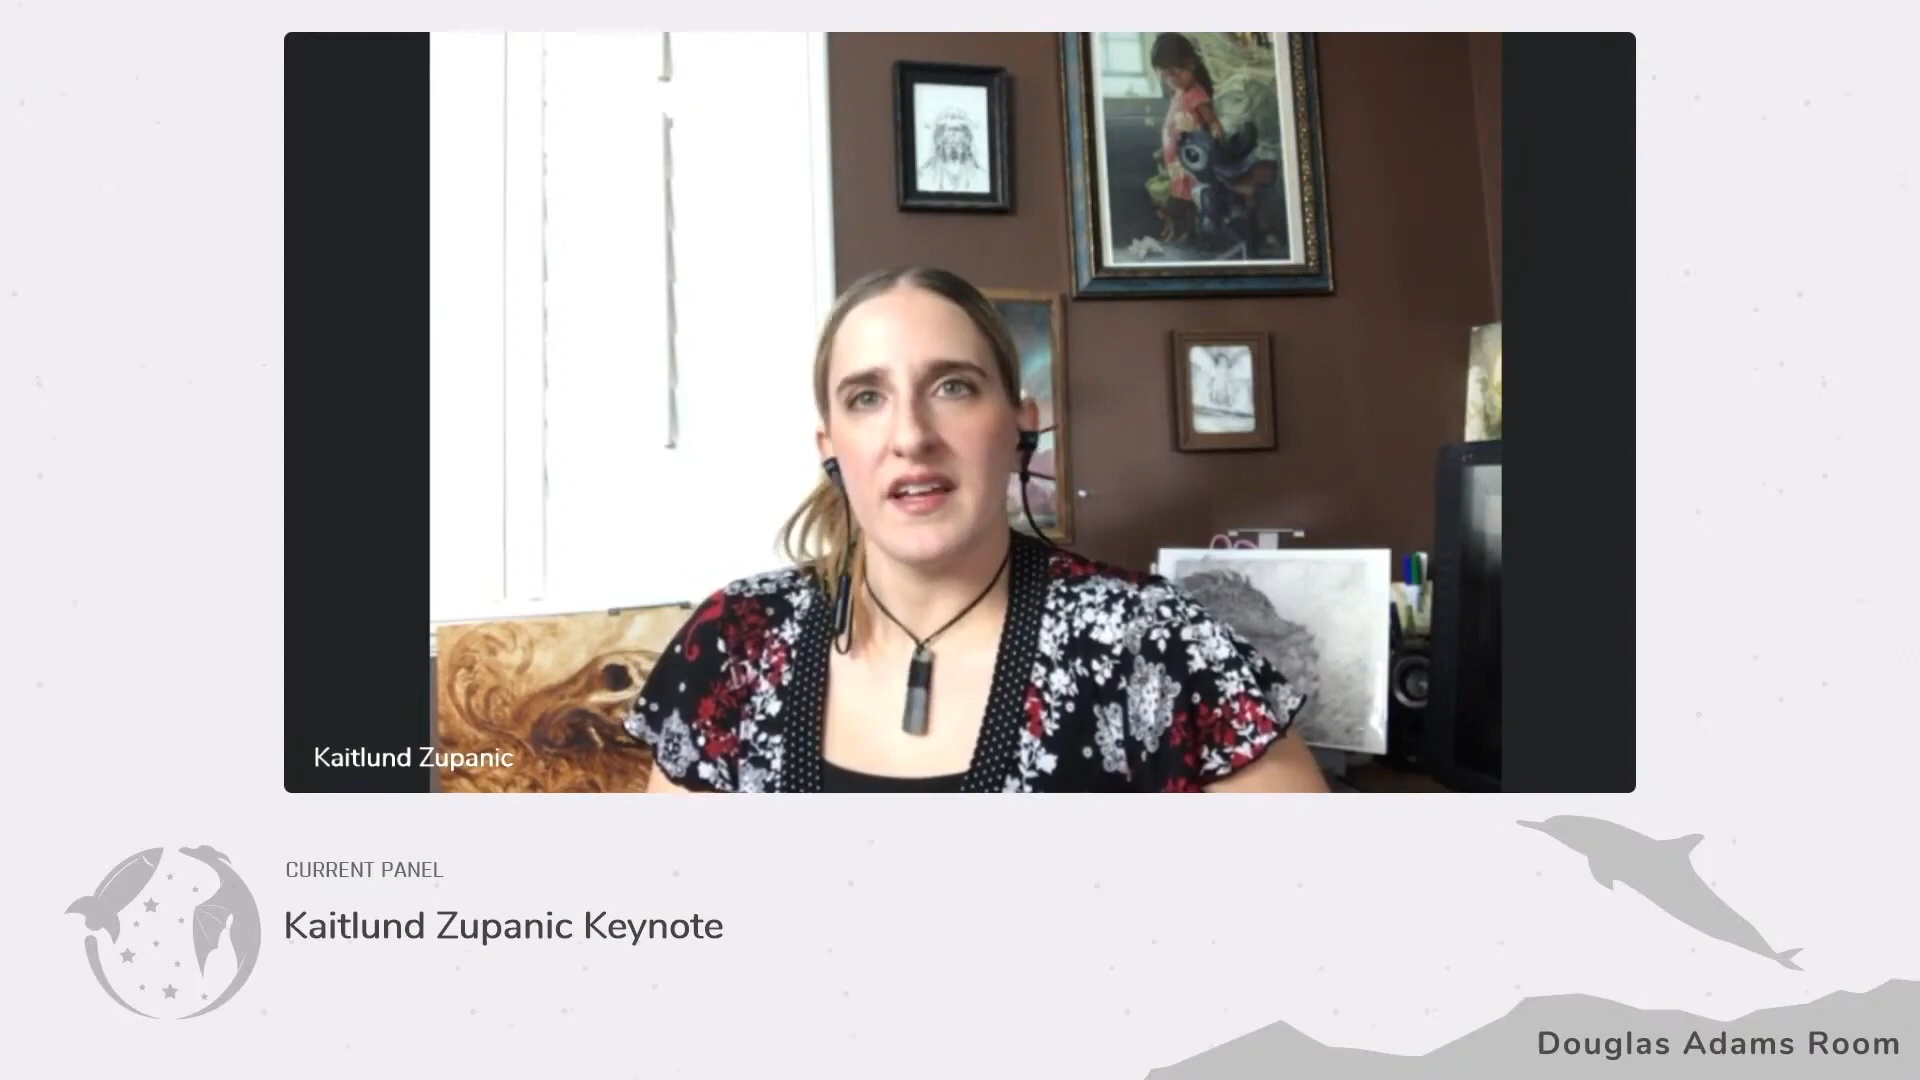 Kaitlund Zupanic
CURRENT PANEL
Kaitlund Zupanic Keynote
Douglas Adams Room